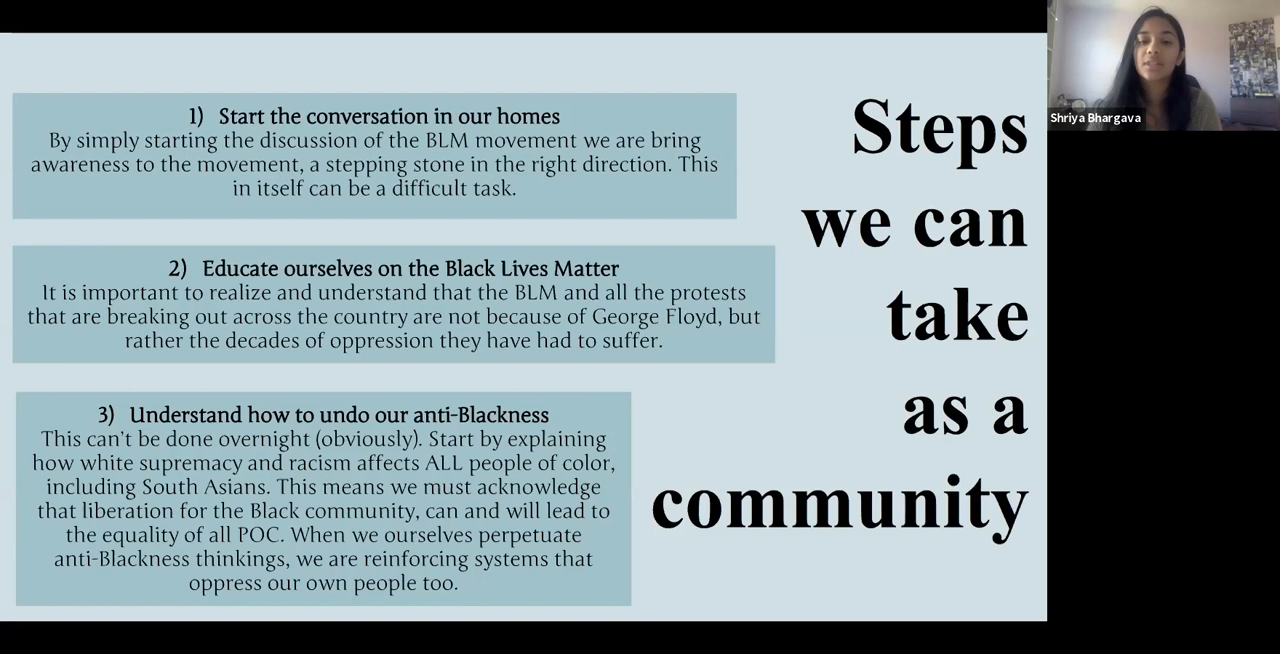 1) Start the conversation in our homes
By simply starting the discussion of the BLM movement we are bring
awareness to the movement, a stepping stone in the right direction. This
in itself can be a difficult task.
2) Educate ourselves on the Black Lives Matter
It is important to realize and understand that the BLM and all the protests
that are breaking out across the country are not because of George Floyd, but
rather the decades of oppression they have had to suffer.
3) Understand how to undo our anti-Blackness
This can't be done overnight (obviously). Start by explaining
how white supremacy and racism affects ALL people of color,
including South Asians. This means we must acknowledge
that liberation for the Black community, can and will lead to
the equality of all POC. When we ourselves perpetuate
anti-Blackness thinkings, we are reinforcing systems that
oppress our own people too.
Steps
we can
take
as a
community
Shriya Bhargava